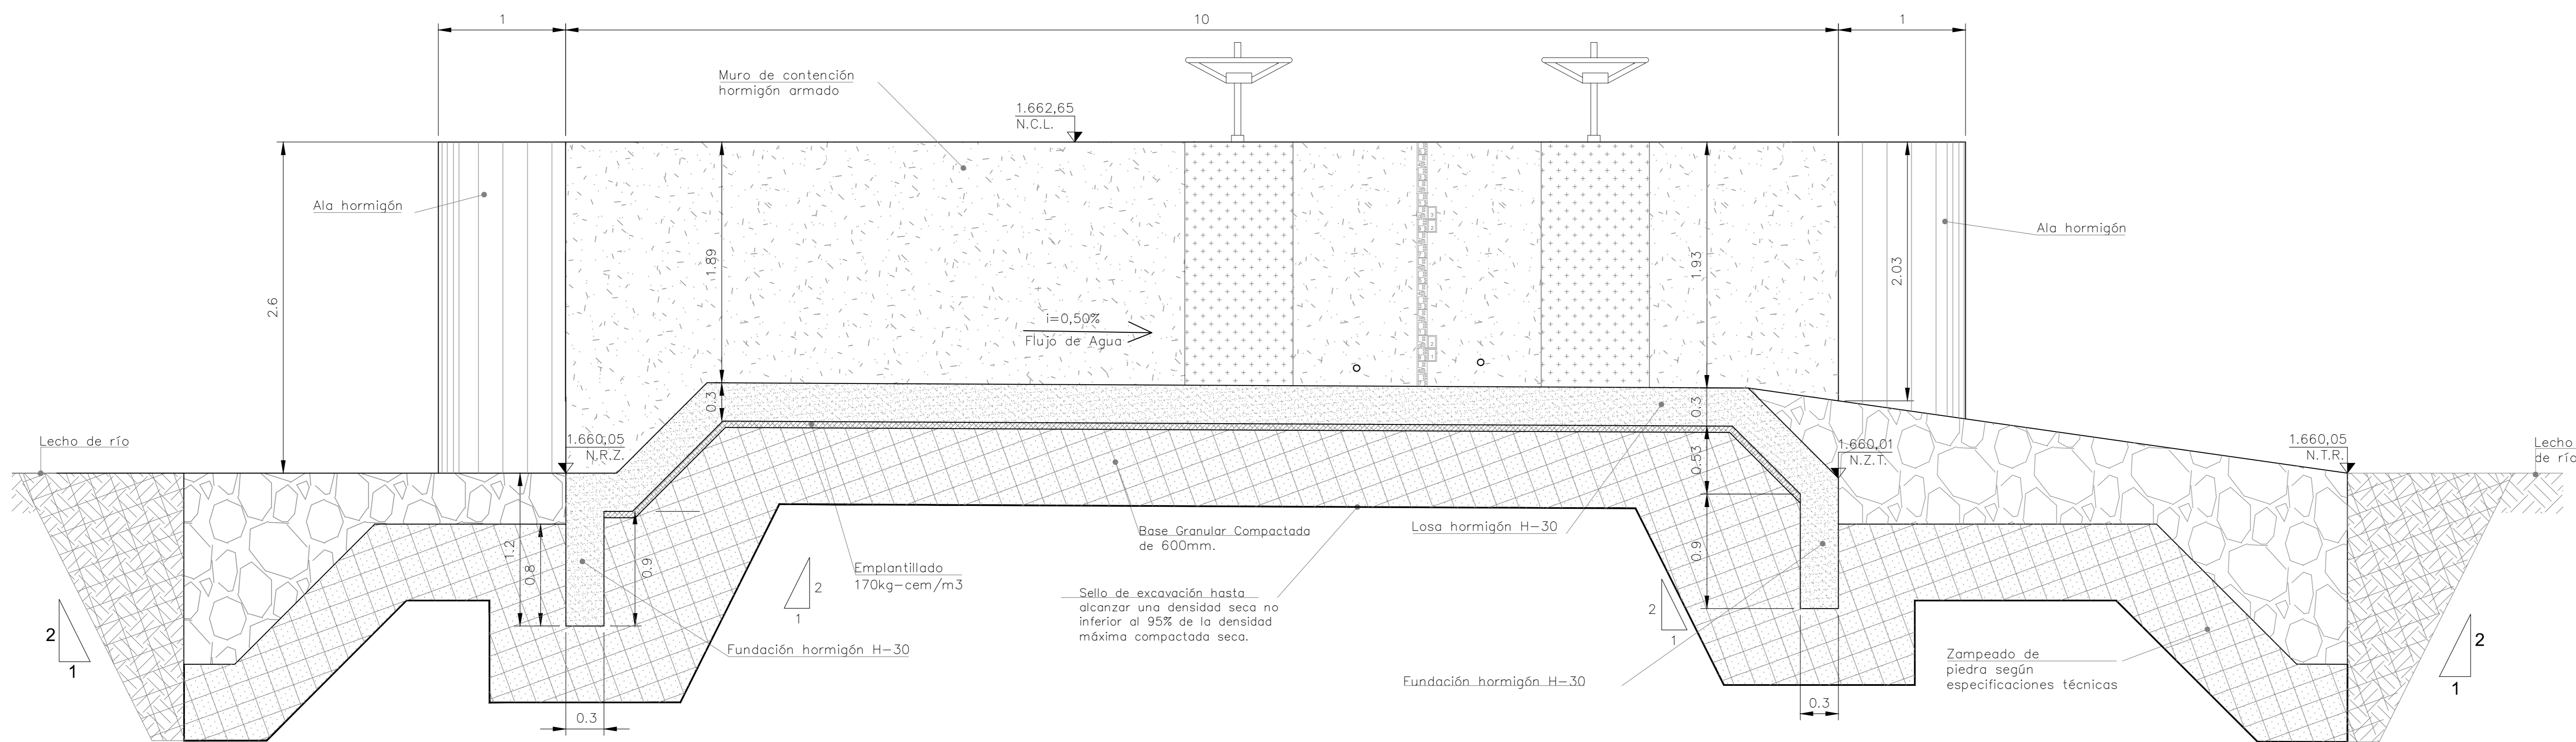 1
10
1
Muro de contención
hormigón armado
1.662,65
N.C.L.
Ala hormigón
Ala hormigón
2.6
1.89
1.93
2.03
i=0,50%
Flujo de Agua
3
2
2
1
0.3
0.3
Lecho de río
1.660,05
N.R.Z.
1.660,01
N.Z.T.
1.660,05
N.T.R.
Lecho
de río
0.53
1.2
0.8
0.9
0.9
Base Granular Compactada
de 600mm.
Losa hormigón H-30
Emplantillado
170kg-cem/m3
2
1
Sello de excavación hasta
alcanzar una densidad seca no
inferior al 95% de la densidad
máxima compactada seca.
2
1
2
1
2
1
Fundación hormigón H-30
Fundación hormigón H-30
Zampeado de
piedra según
especificaciones técnicas
0.3
0.3